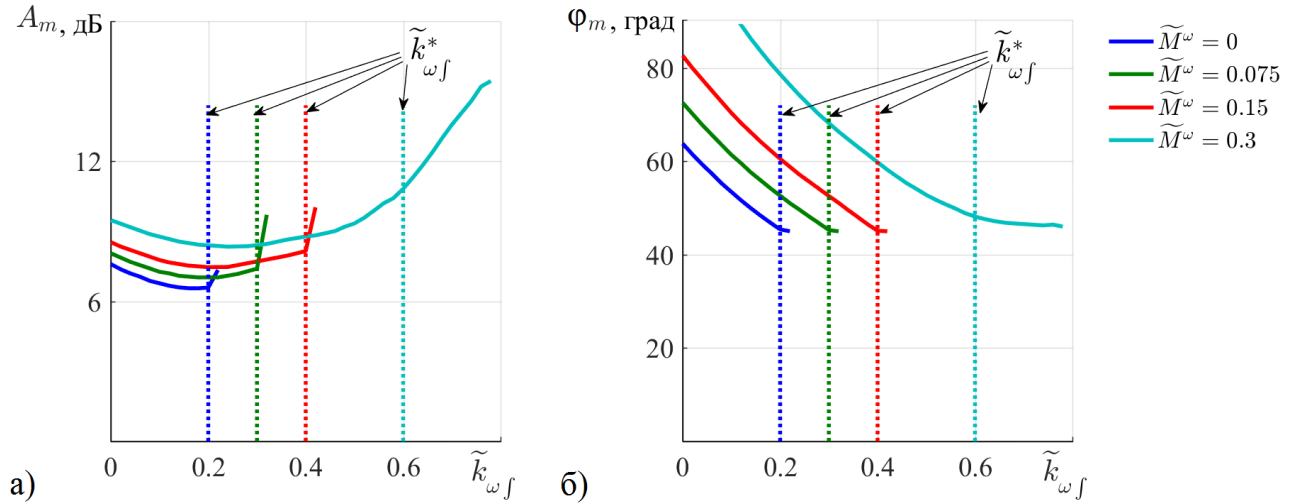 A_m, дБ
k̃*_ω∫
12
6
0 0.2 0.4 0.6 k̃_ω∫
а)
φ_m, град
k̃*_ω∫
80
60
40
20
0 0.2 0.4 0.6 k̃_ω∫
б)
M̃^ω = 0
M̃^ω = 0.075
M̃^ω = 0.15
M̃^ω = 0.3